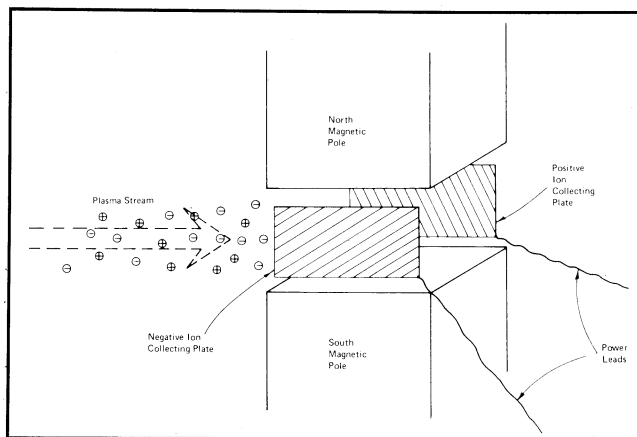 North
Magnetic
Pole
Positive
Ion
Collecting
Plate
Plasma Stream
Negative Ion
Collecting Plate
South
Magnetic
Pole
Power
Leads